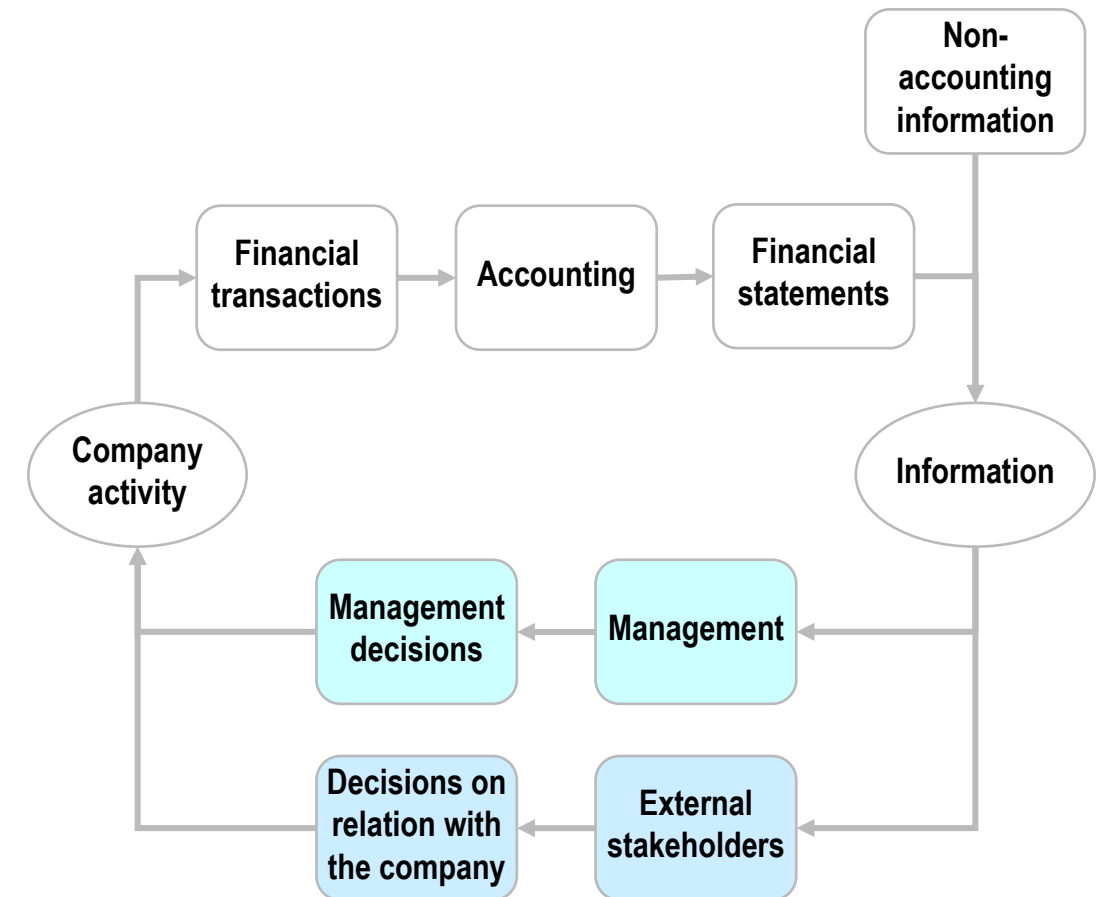 Non-
accounting
information
Financial
transactions
Accounting
Financial
statements
Company
activity
Information
Management
decisions
Management
Decisions on
relation with
the company
External
stakeholders